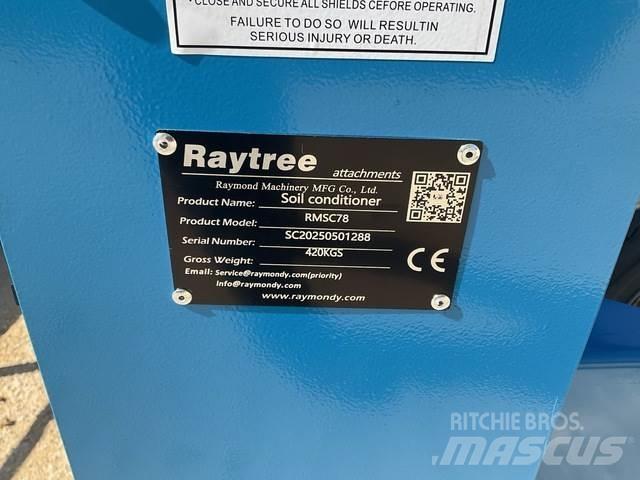 • CLOSE AND SECURE ALL SHIELDS CEFORE OPERATING.
FAILURE TO DO SO WILL RESULTIN
SERIOUS INJURY OR DEATH.
Raytree attachments
Raymond Machinery MFG Co., Ltd.
Product Name: Soil conditioner
Product Model: RMSC78
Serial Number: SC20250501288
Gross Weight: 420KGS
Email: Service@raymondy.com(priority)
Info@raymondy.com
www.raymondy.com
CE
RITCHIE BROS.
MASCUS